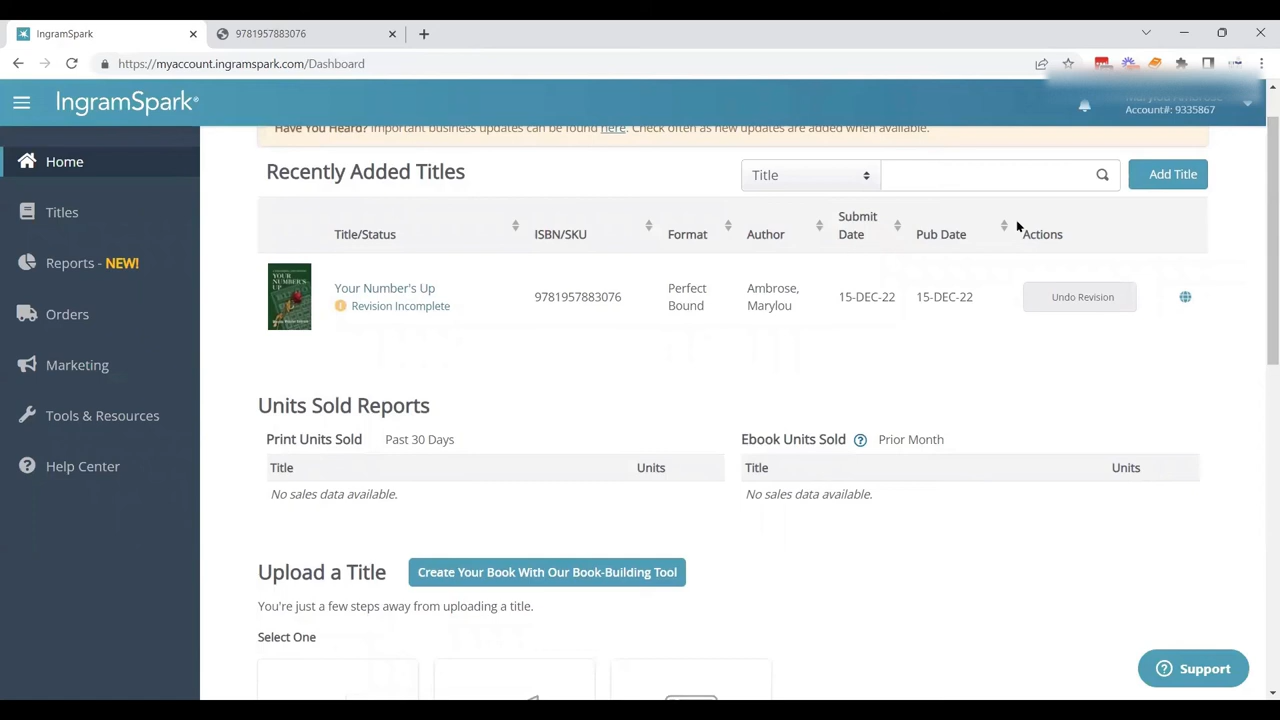 IngramSpark
9781957883076
https://myaccount.ingramspark.com/Dashboard
IngramSpark®
Account#: 9335867
Home
Titles
Reports - NEW!
Orders
Marketing
Tools & Resources
Help Center
Have You Heard? Important business updates can be found here. Check often as new updates are added when available.
Recently Added Titles
Title
Add Title
Title/Status
ISBN/SKU
Format
Author
Submit
Date
Pub Date
Actions
YOUR
NUMBER'S
UP
Your Number's Up
Revision Incomplete
9781957883076
Perfect
Bound
Ambrose,
Marylou
15-DEC-22
15-DEC-22
Undo Revision
Units Sold Reports
Print Units Sold Past 30 Days
Title Units
No sales data available.
Ebook Units Sold ? Prior Month
Title Units
No sales data available.
Upload a Title
Create Your Book With Our Book-Building Tool
You're just a few steps away from uploading a title.
Select One
Support